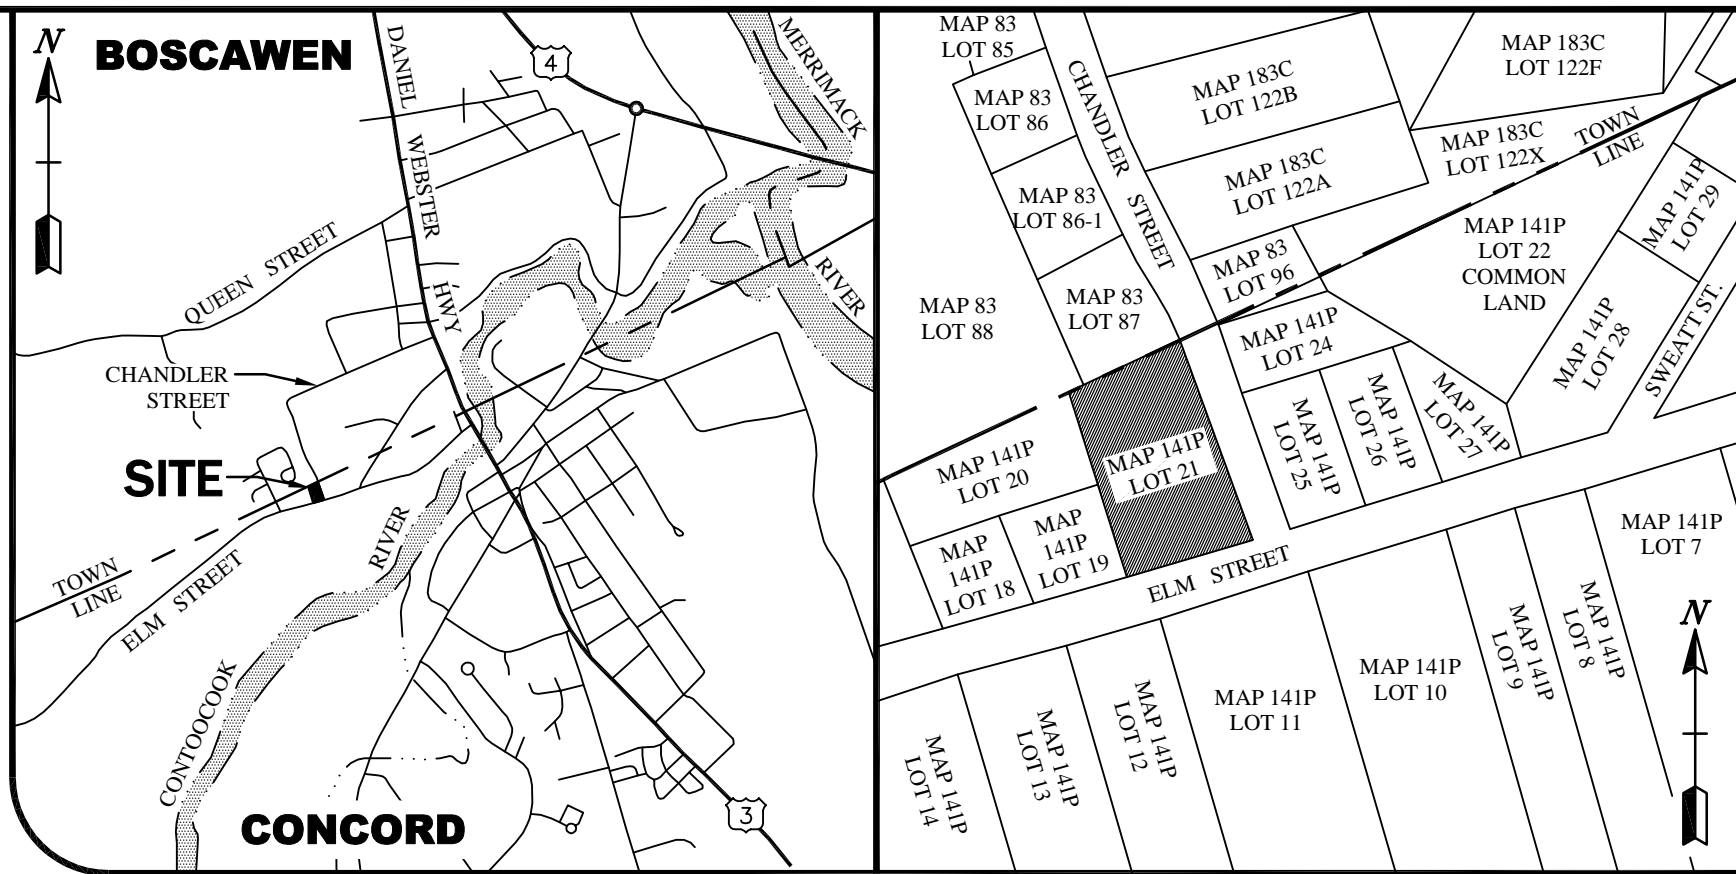 N
BOSCAWEN
DANIEL WEBSTER HWY
4
MERRIMACK
RIVER
QUEEN STREET
CHANDLER
STREET
SITE
TOWN
LINE
ELM STREET
RIVER
CONTOOCOOK
CONCORD
3
MAP 83
LOT 85
MAP 83
LOT 86
MAP 83
LOT 86-1
MAP 83
LOT 87
MAP 83
LOT 88
CHANDLER STREET
MAP 183C
LOT 122B
MAP 183C
LOT 122A
MAP 183C
LOT 122F
MAP 183C
LOT 122X
TOWN
LINE
MAP 83
LOT 96
MAP 141P
LOT 22
COMMON
LAND
MAP 141P
LOT 29
MAP 141P
LOT 28
SWEATT ST.
MAP 141P
LOT 24
MAP 141P
LOT 25
MAP 141P
LOT 26
MAP 141P
LOT 27
MAP 141P
LOT 20
MAP 141P
LOT 21
MAP
141P
LOT 18
MAP
141P
LOT 19
ELM STREET
MAP 141P
LOT 7
MAP 141P
LOT 8
MAP 141P
LOT 9
MAP 141P
LOT 10
MAP 141P
LOT 11
MAP 141P
LOT 12
MAP 141P
LOT 13
MAP 141P
LOT 14
N